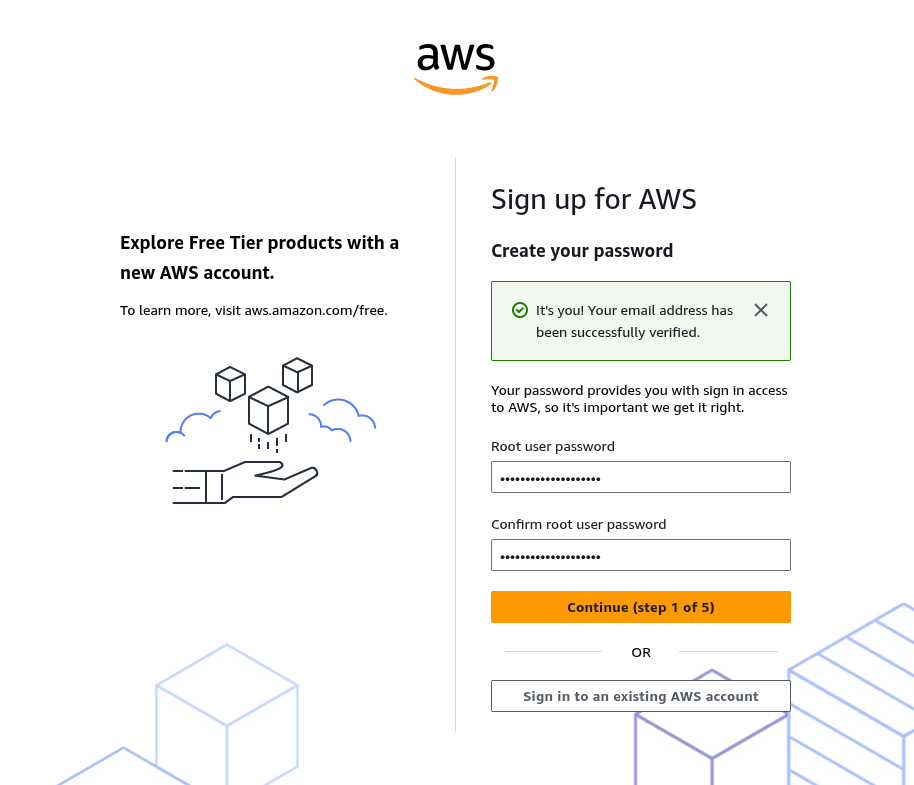 aws
Explore Free Tier products with a
new AWS account.
To learn more, visit aws.amazon.com/free.
Sign up for AWS
Create your password
It's you! Your email address has
been successfully verified.
Your password provides you with sign in access
to AWS, so it's important we get it right.
Root user password
••••••••••••••••••••
Confirm root user password
••••••••••••••••••••
Continue (step 1 of 5)
OR
Sign in to an existing AWS account